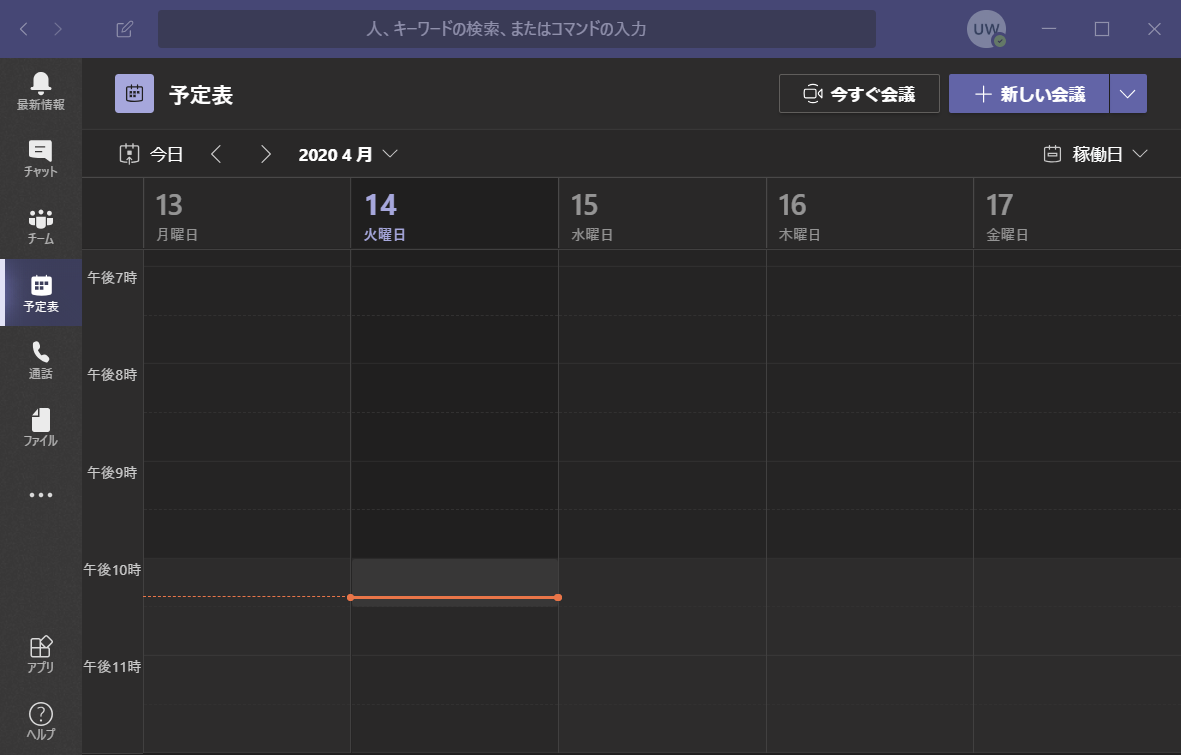 人、キーワードの検索、またはコマンドの入力
UW
最新情報
チャット
チーム
予定表
通話
ファイル
アプリ
ヘルプ
予定表
今すぐ会議
新しい会議
今日
2020 4 月
稼働日
13
月曜日
14
火曜日
15
水曜日
16
木曜日
17
金曜日
午後7時
午後8時
午後9時
午後10時
午後11時